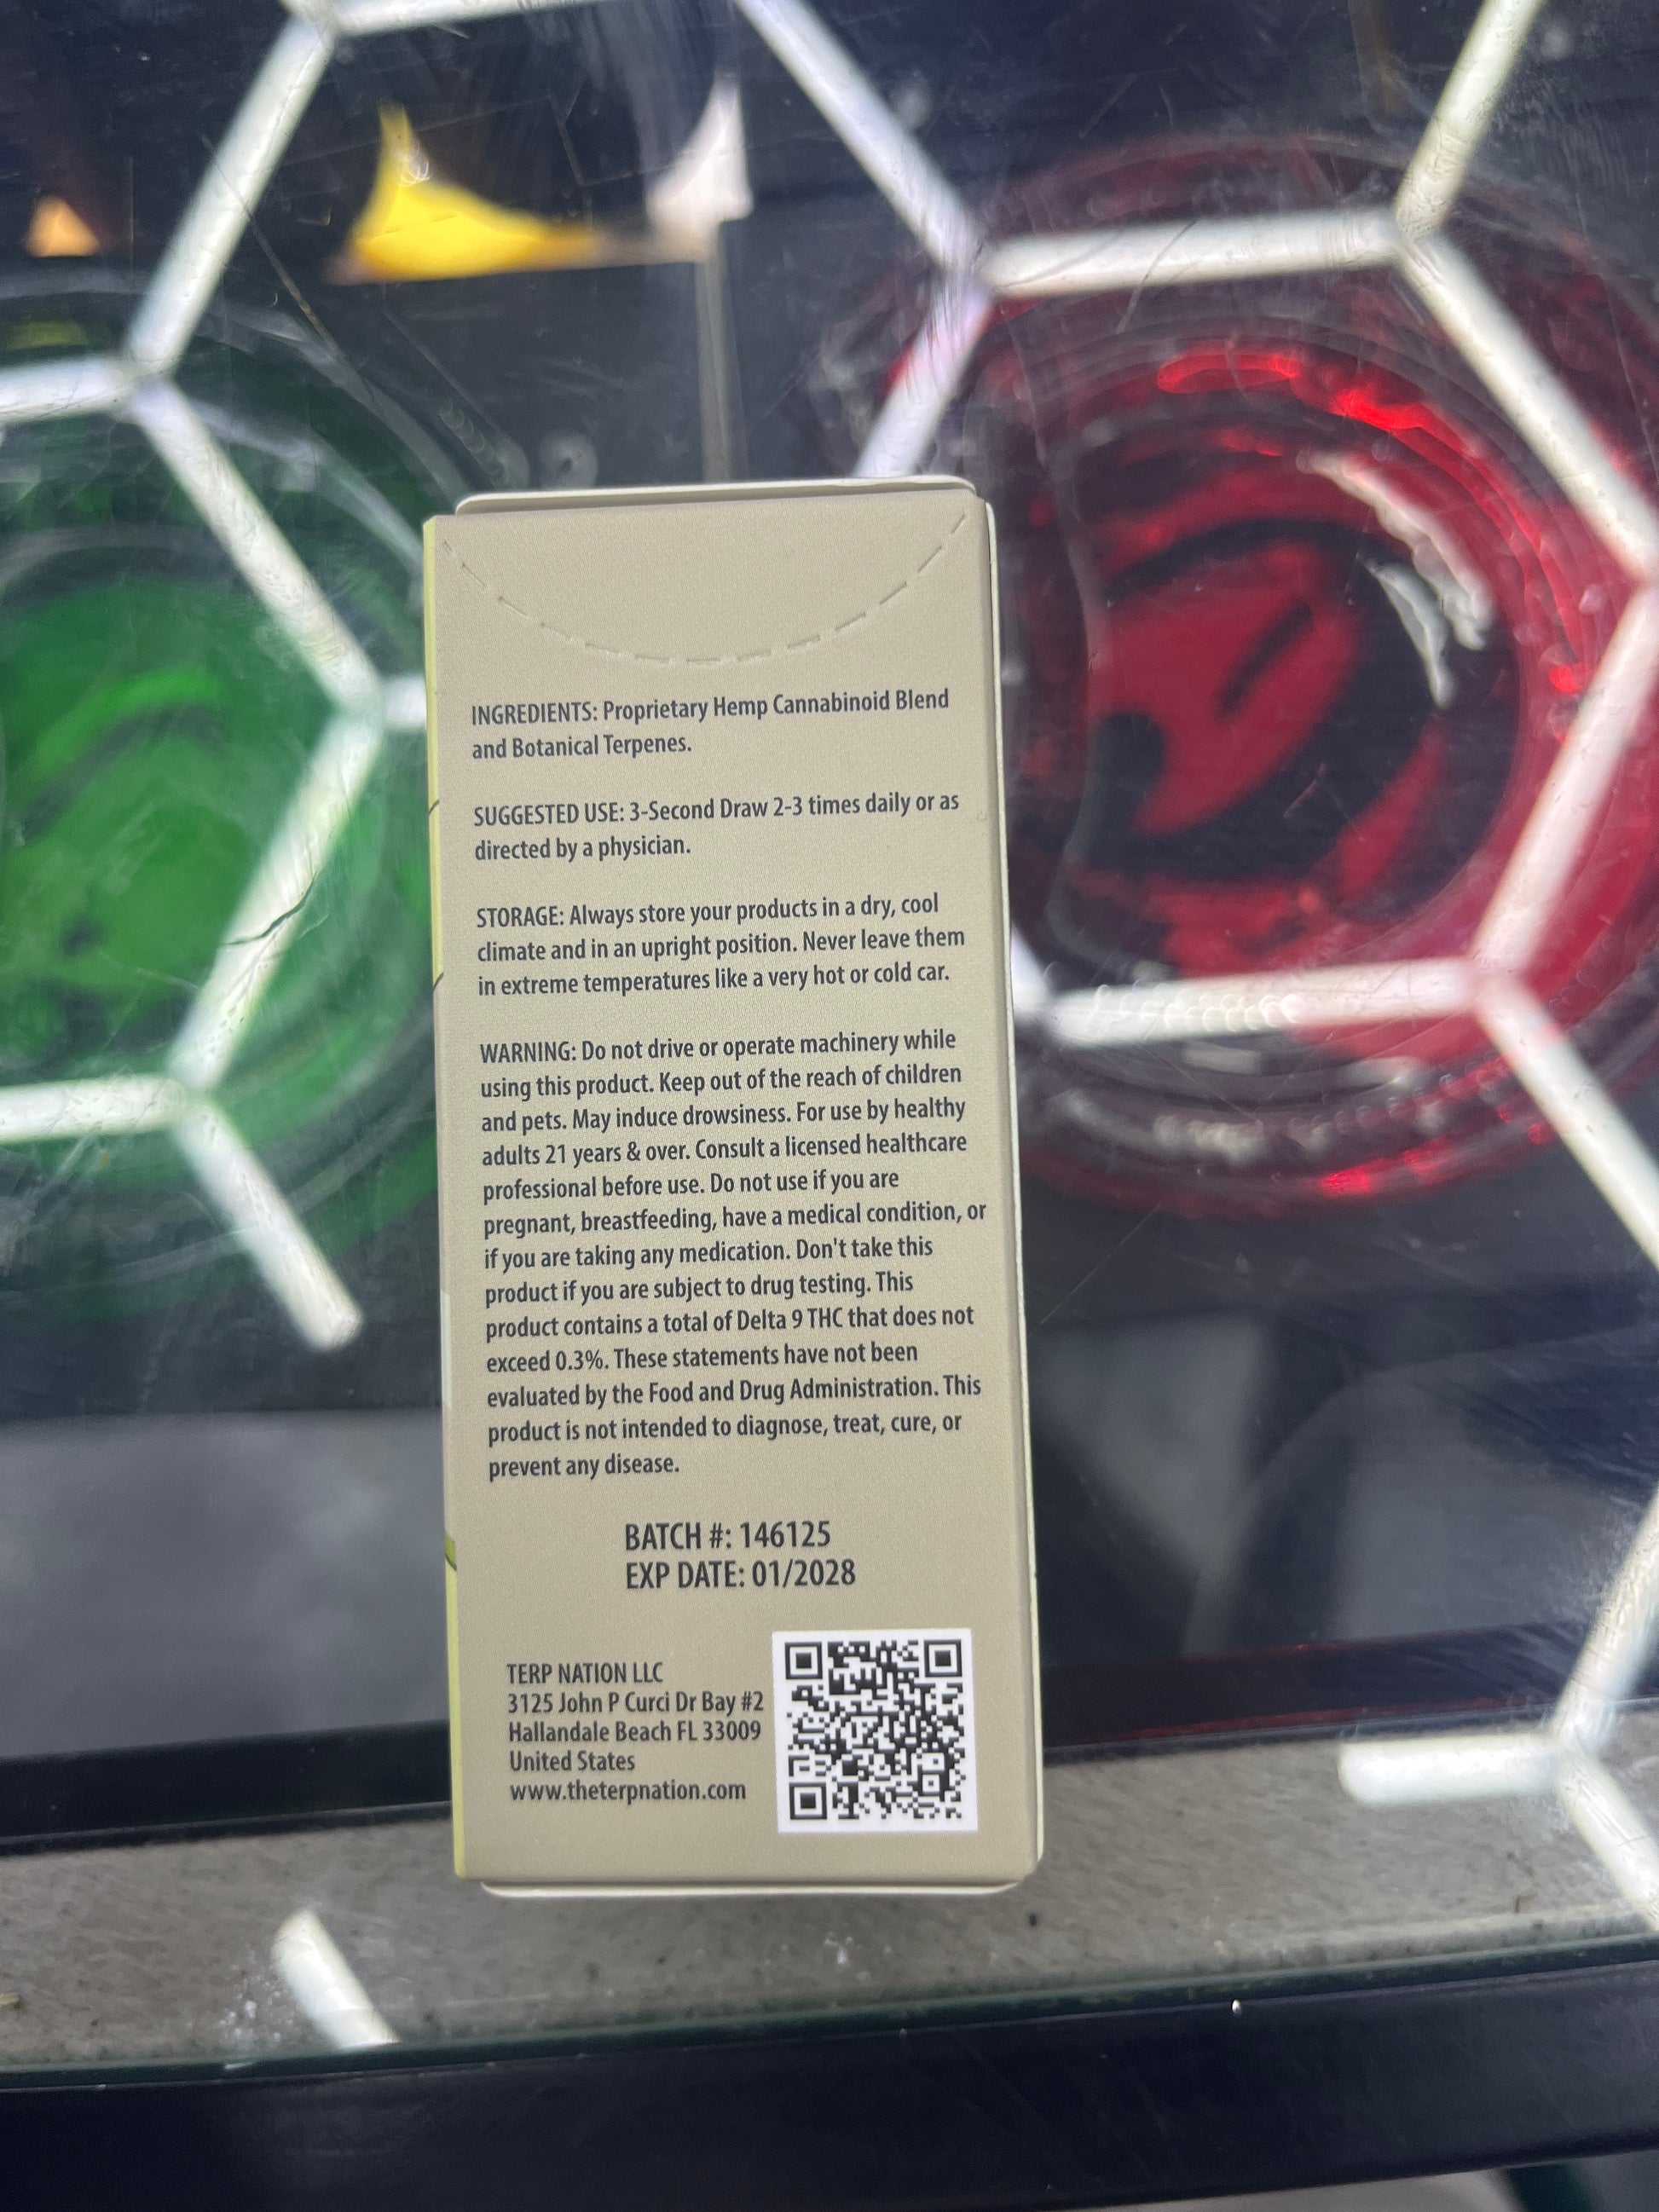 INGREDIENTS: Proprietary Hemp Cannabinoid Blend
and Botanical Terpenes.
SUGGESTED USE: 3-Second Draw 2-3 times daily or as
directed by a physician.
STORAGE: Always store your products in a dry, cool
climate and in an upright position. Never leave them
in extreme temperatures like a very hot or cold car.
WARNING: Do not drive or operate machinery while
using this product. Keep out of the reach of children
and pets. May induce drowsiness. For use by healthy
adults 21 years & over. Consult a licensed healthcare
professional before use. Do not use if you are
pregnant, breastfeeding, have a medical condition, or
if you are taking any medication. Don't take this
product if you are subject to drug testing. This
product contains a total of Delta 9 THC that does not
exceed 0.3%. These statements have not been
evaluated by the Food and Drug Administration. This
product is not intended to diagnose, treat, cure, or
prevent any disease.
BATCH #: 146125
EXP DATE: 01/2028
TERP NATION LLC
3125 John P Curci Dr Bay #2
Hallandale Beach FL 33009
United States
www.theterpnation.com